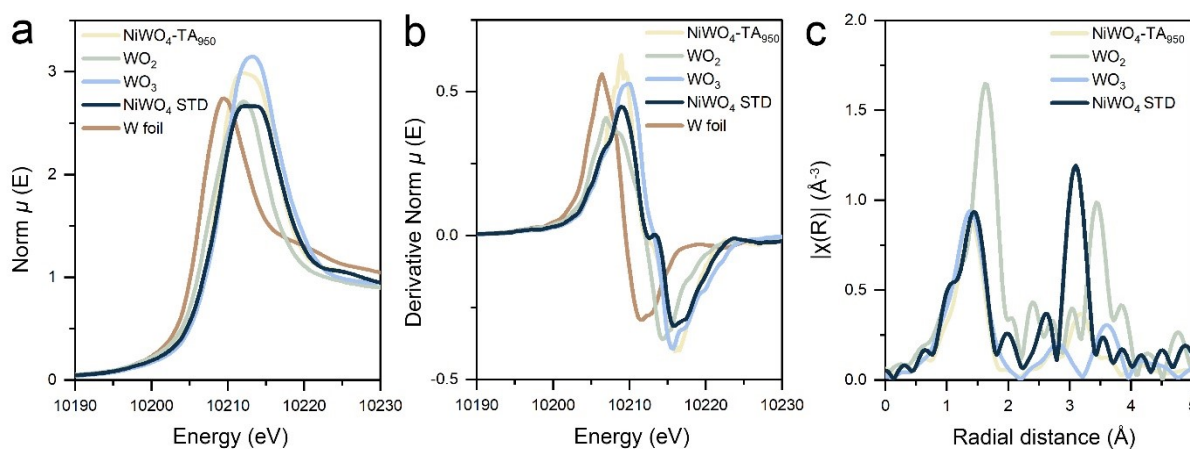 a
NiWO₄-TA₉₅₀
WO₂
WO₃
NiWO₄ STD
W foil
Norm μ (E)
3
2
1
0
10190 10200 10210 10220 10230
Energy (eV)
b
NiWO₄-TA₉₅₀
WO₂
WO₃
NiWO₄ STD
W foil
Derivative Norm μ (E)
0.5
0.0
-0.5
10190 10200 10210 10220 10230
Energy (eV)
c
NiWO₄-TA₉₅₀
WO₂
WO₃
NiWO₄ STD
|χ(R)| (Å⁻³)
2.0
1.5
1.0
0.5
0.0
0 1 2 3 4 5
Radial distance (Å)